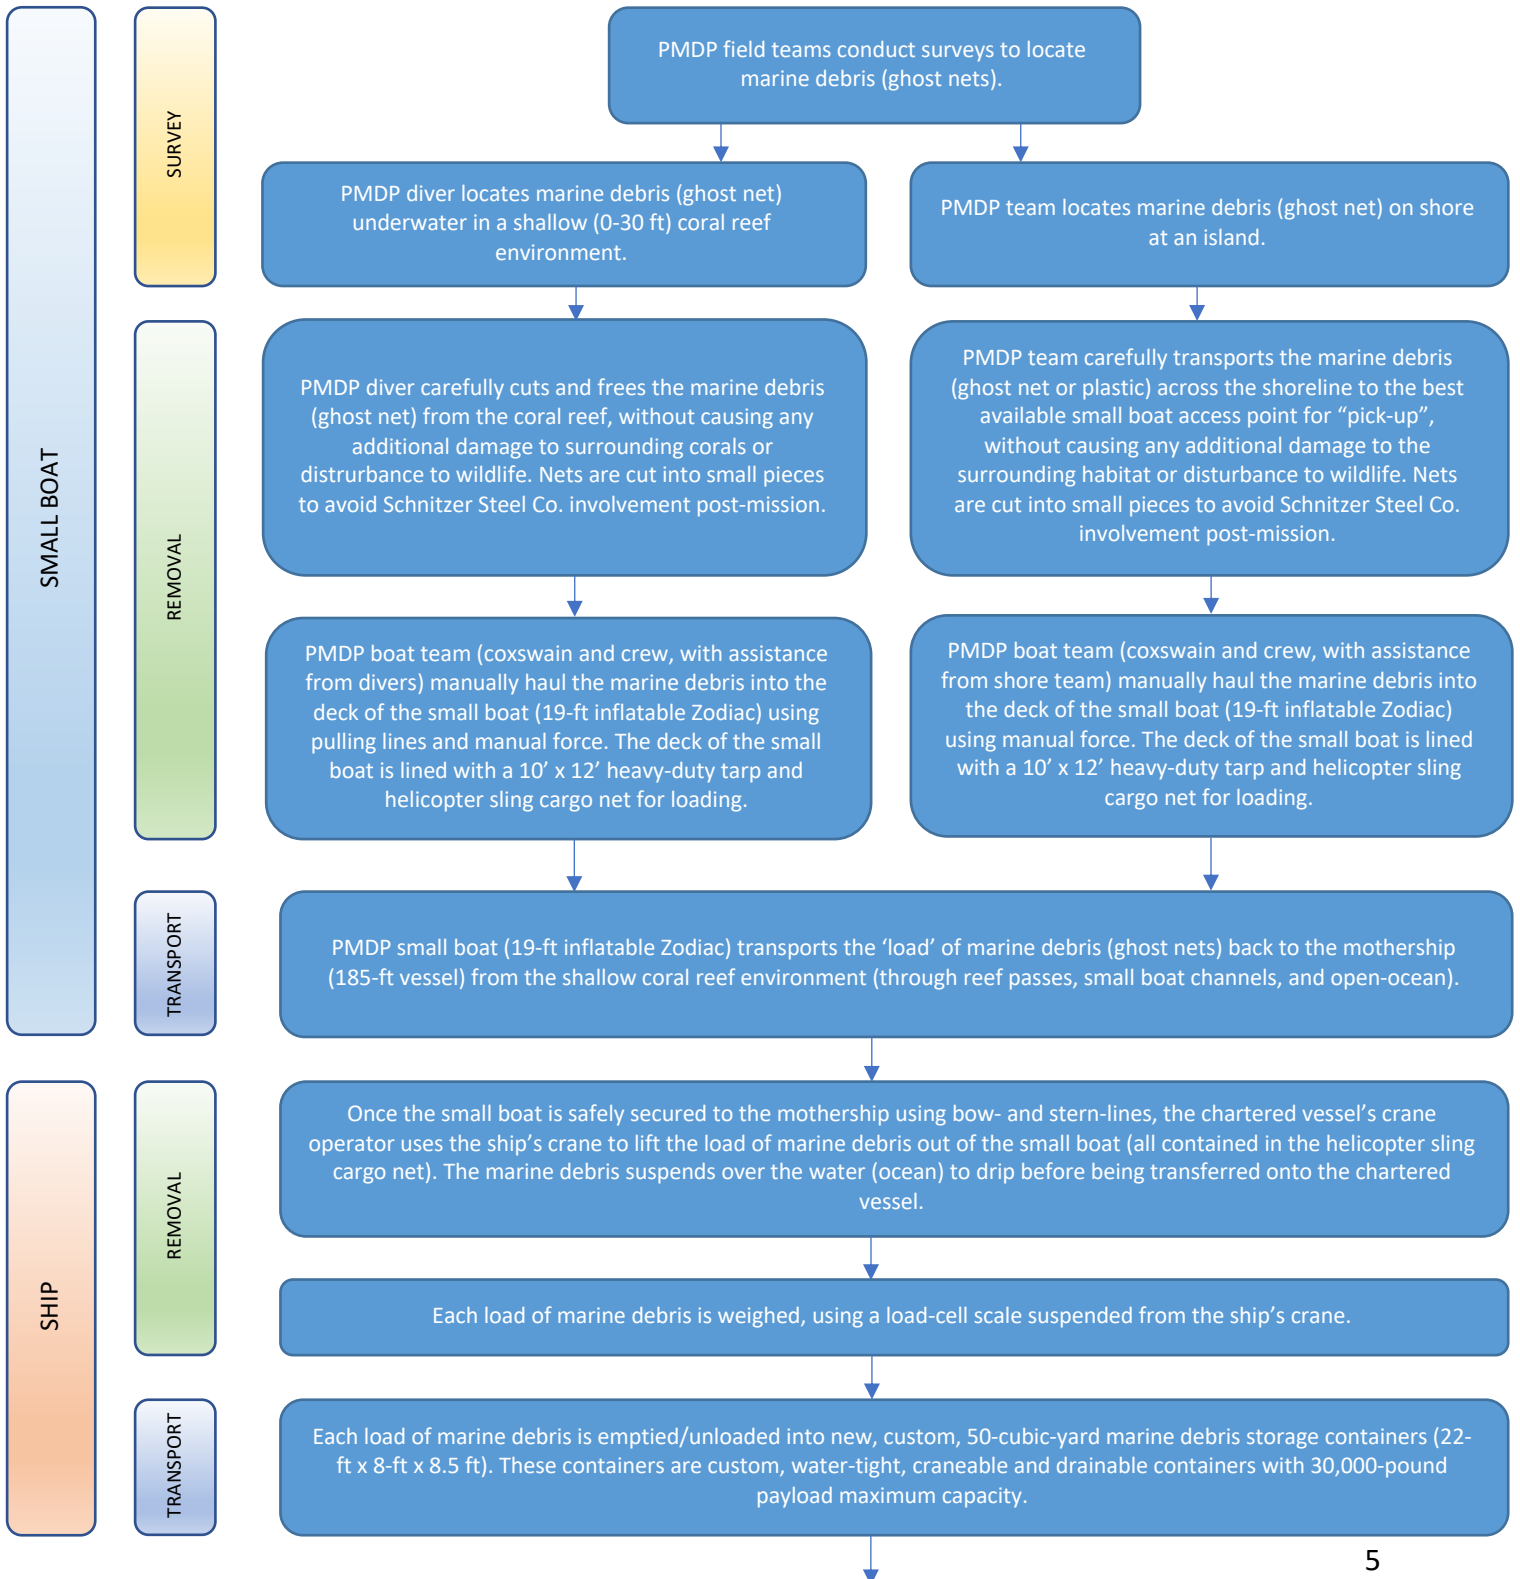 SMALL BOAT
SURVEY
PMDP field teams conduct surveys to locate
marine debris (ghost nets).
PMDP diver locates marine debris (ghost net)
underwater in a shallow (0-30 ft) coral reef
environment.
PMDP team locates marine debris (ghost net) on shore
at an island.
REMOVAL
PMDP diver carefully cuts and frees the marine debris
(ghost net) from the coral reef, without causing any
additional damage to surrounding corals or
distrurbance to wildlife. Nets are cut into small pieces
to avoid Schnitzer Steel Co. involvement post-mission.
PMDP team carefully transports the marine debris
(ghost net or plastic) across the shoreline to the best
available small boat access point for “pick-up”,
without causing any additional damage to the
surrounding habitat or disturbance to wildlife. Nets
are cut into small pieces to avoid Schnitzer Steel Co.
involvement post-mission.
PMDP boat team (coxswain and crew, with assistance
from divers) manually haul the marine debris into the
deck of the small boat (19-ft inflatable Zodiac) using
pulling lines and manual force. The deck of the small
boat is lined with a 10’ x 12’ heavy-duty tarp and
helicopter sling cargo net for loading.
PMDP boat team (coxswain and crew, with assistance
from shore team) manually haul the marine debris into
the deck of the small boat (19-ft inflatable Zodiac)
using manual force. The deck of the small boat is lined
with a 10’ x 12’ heavy-duty tarp and helicopter sling
cargo net for loading.
TRANSPORT
PMDP small boat (19-ft inflatable Zodiac) transports the ‘load’ of marine debris (ghost nets) back to the mothership
(185-ft vessel) from the shallow coral reef environment (through reef passes, small boat channels, and open-ocean).
SHIP
REMOVAL
Once the small boat is safely secured to the mothership using bow- and stern-lines, the chartered vessel’s crane
operator uses the ship’s crane to lift the load of marine debris out of the small boat (all contained in the helicopter sling
cargo net). The marine debris suspends over the water (ocean) to drip before being transferred onto the chartered
vessel.
Each load of marine debris is weighed, using a load-cell scale suspended from the ship’s crane.
TRANSPORT
Each load of marine debris is emptied/unloaded into new, custom, 50-cubic-yard marine debris storage containers (22-
ft x 8-ft x 8.5 ft). These containers are custom, water-tight, craneable and drainable containers with 30,000-pound
payload maximum capacity.
5